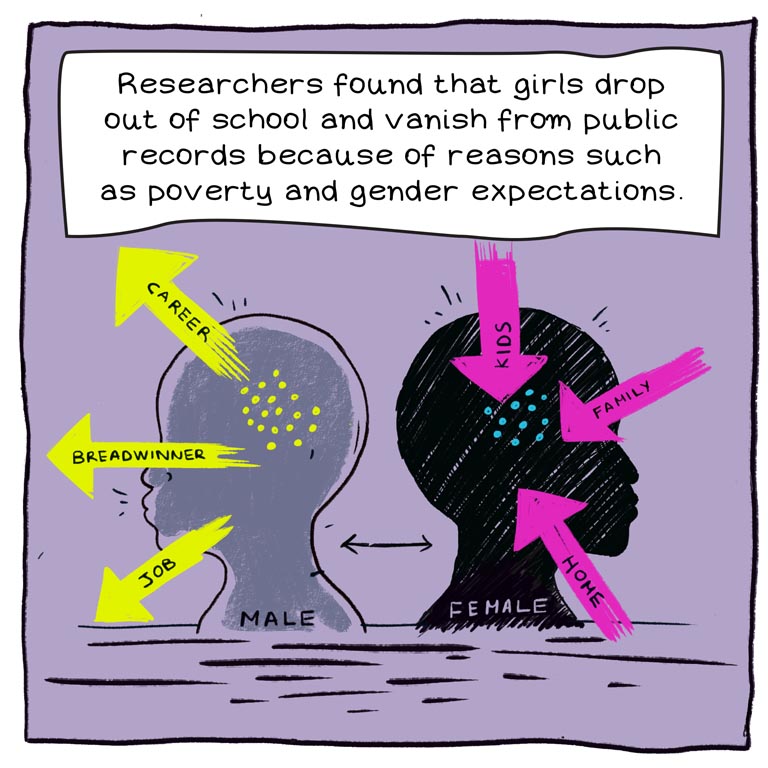 Researchers found that girls drop
out of school and vanish from public
records because of reasons such
as poverty and gender expectations.
CAREER
KIDS
FAMILY
BREADWINNER
JOB
HOME
MALE
FEMALE